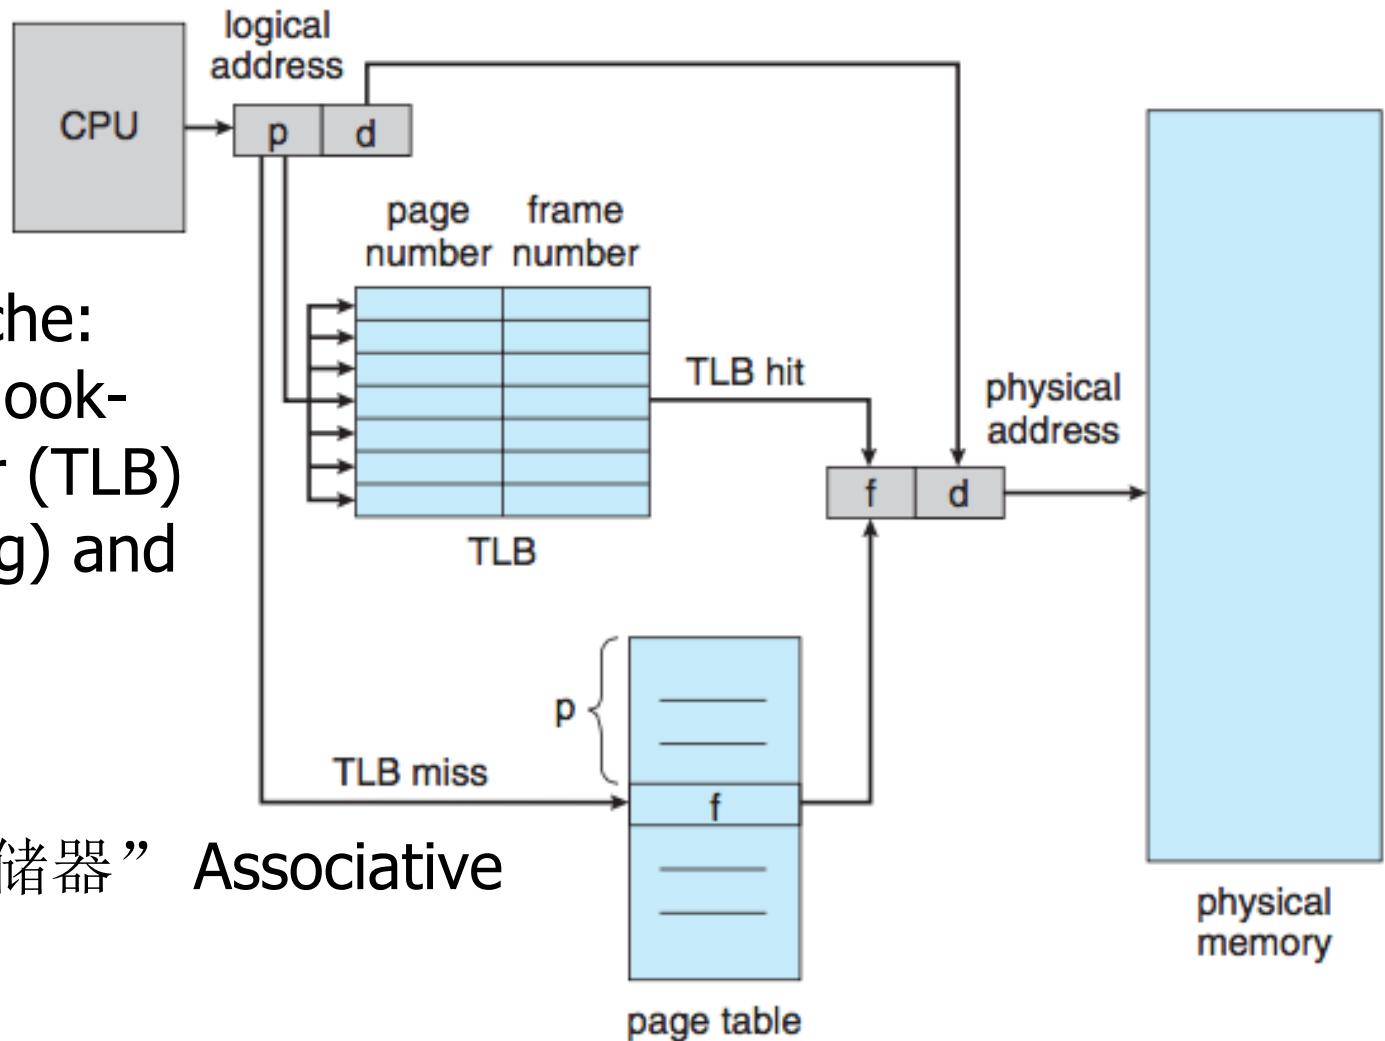 logical
address
CPU
p
d
page
number
frame
number
che:
ook-
r (TLB)
g) and
TLB hit
physical
address
f
d
TLB
p
TLB miss
f
储器” Associative
physical
memory
page table